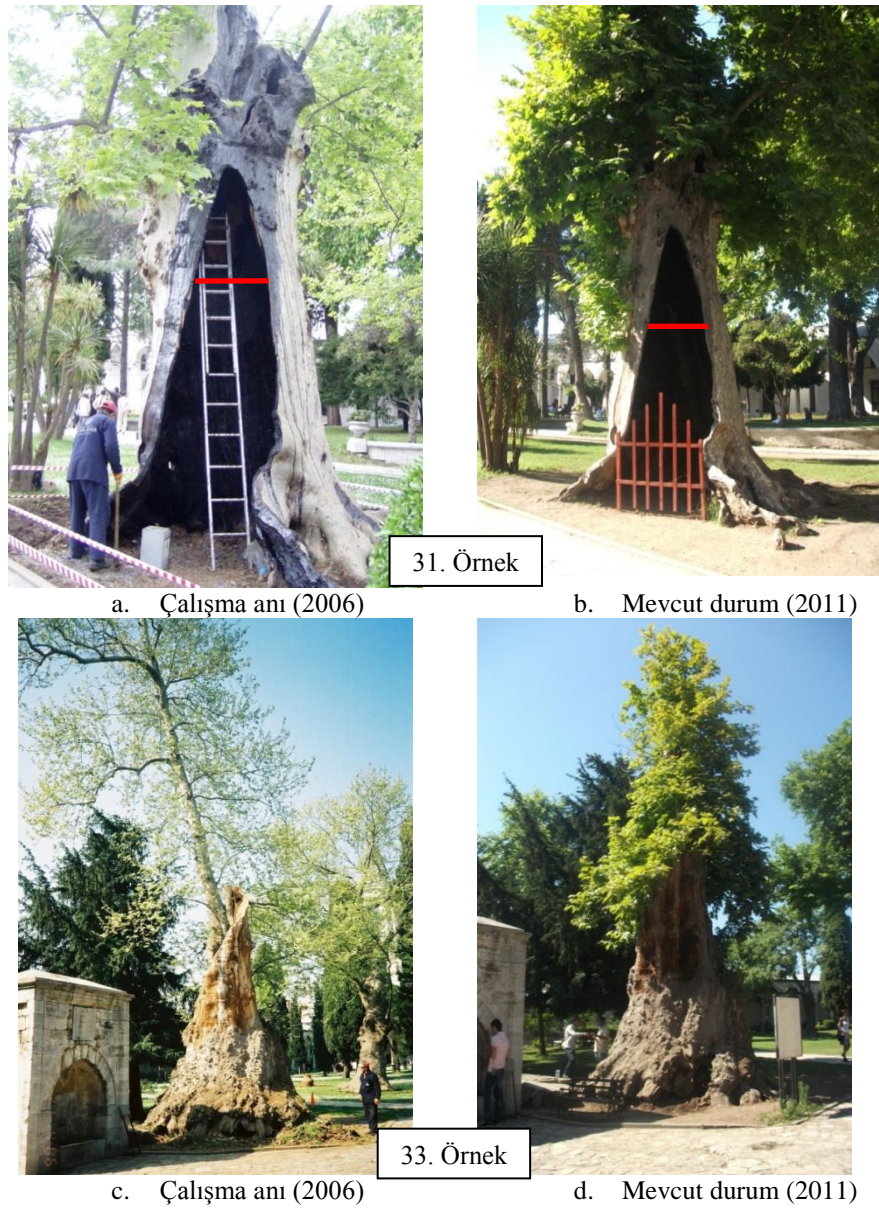 31. Örnek
a. Çalışma anı (2006)
b. Mevcut durum (2011)
33. Örnek
c. Çalışma anı (2006)
d. Mevcut durum (2011)